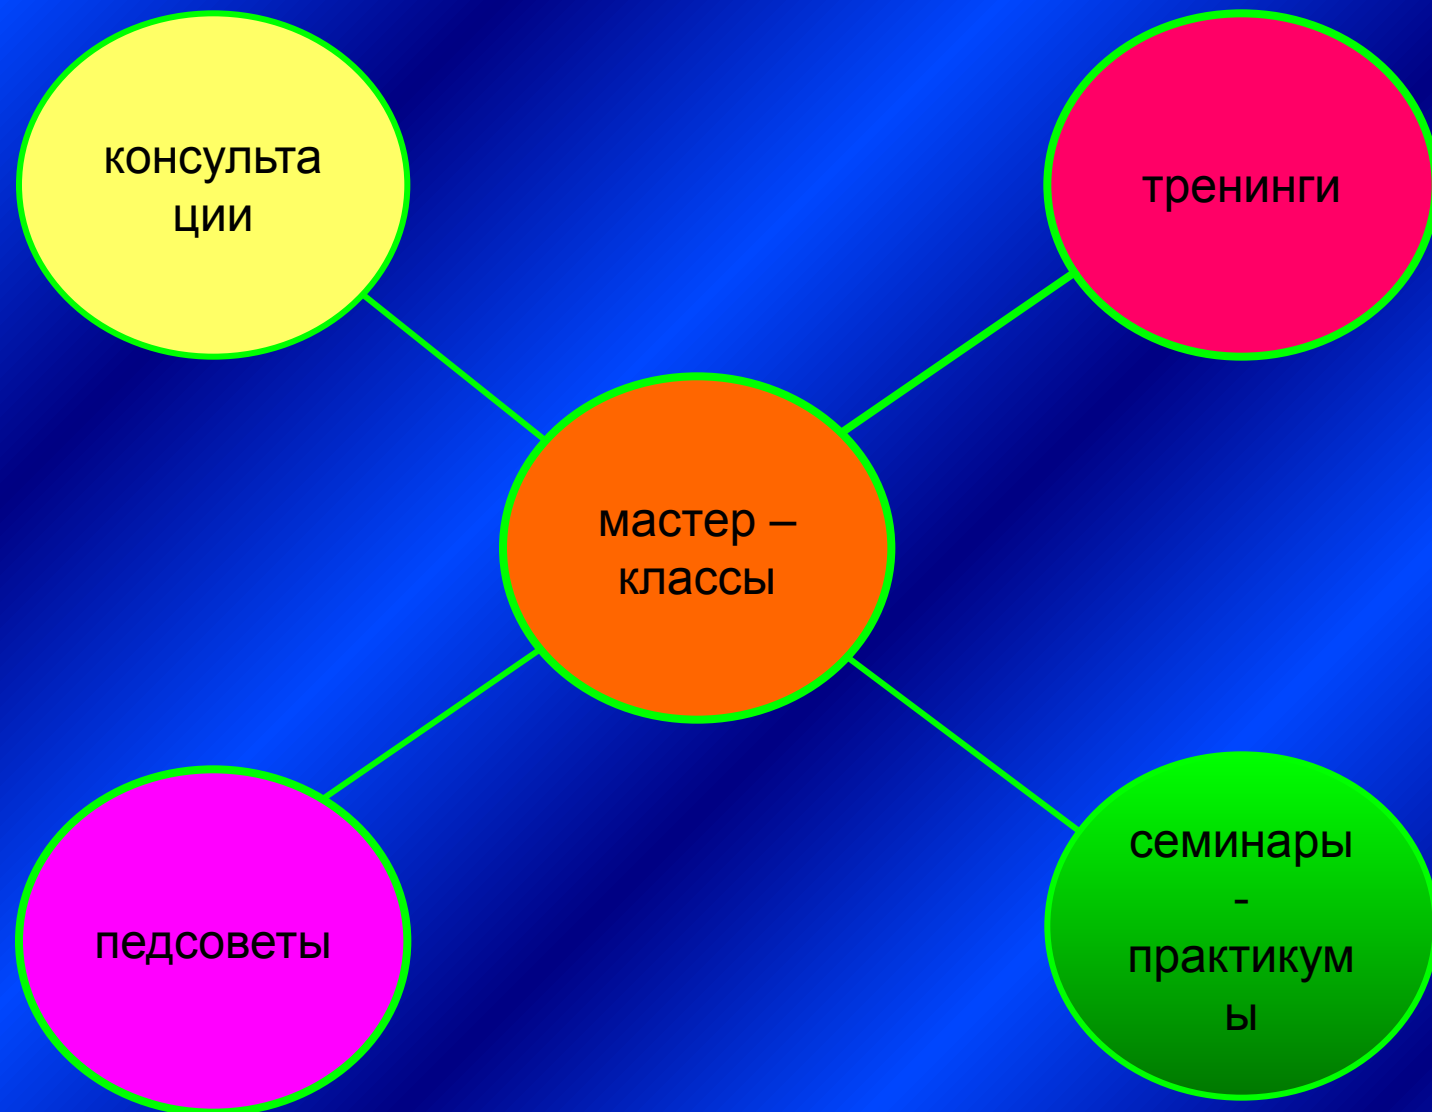 консульта
ции
тренинги
мастер –
классы
педсоветы
семинары
-
практикум
ы